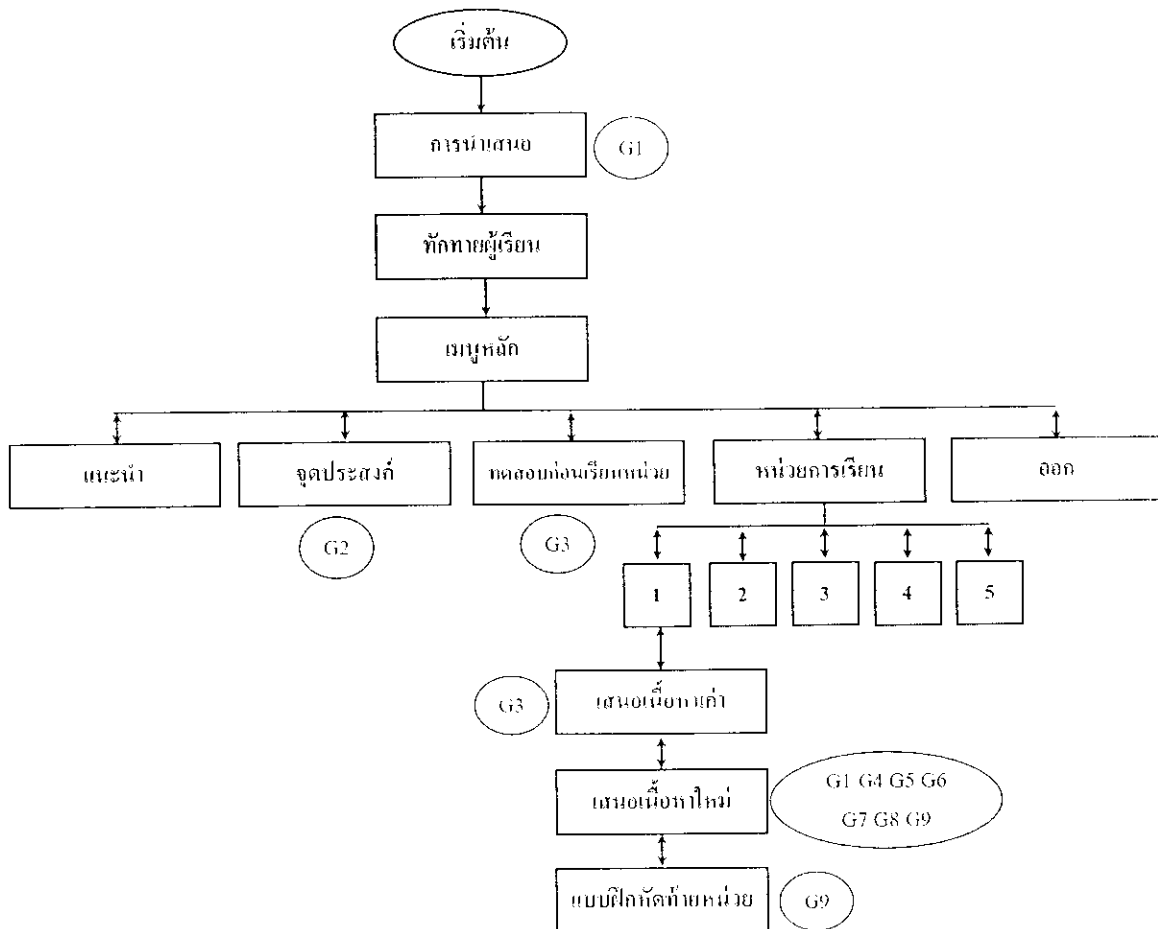 เริ่มต้น
การนำเสนอ
G1
ทักทายผู้เรียน
เมนูหลัก
แนะนำ
จุดประสงค์
ทดสอบก่อนเรียนหน่วย
หน่วยการเรียน
ออก
G2
G3
1
2
3
4
5
G3
เสนอเนื้อหาเก่า
เสนอเนื้อหาใหม่
G1 G4 G5 G6
G7 G8 G9
แบบฝึกหัดท้ายหน่วย
G9